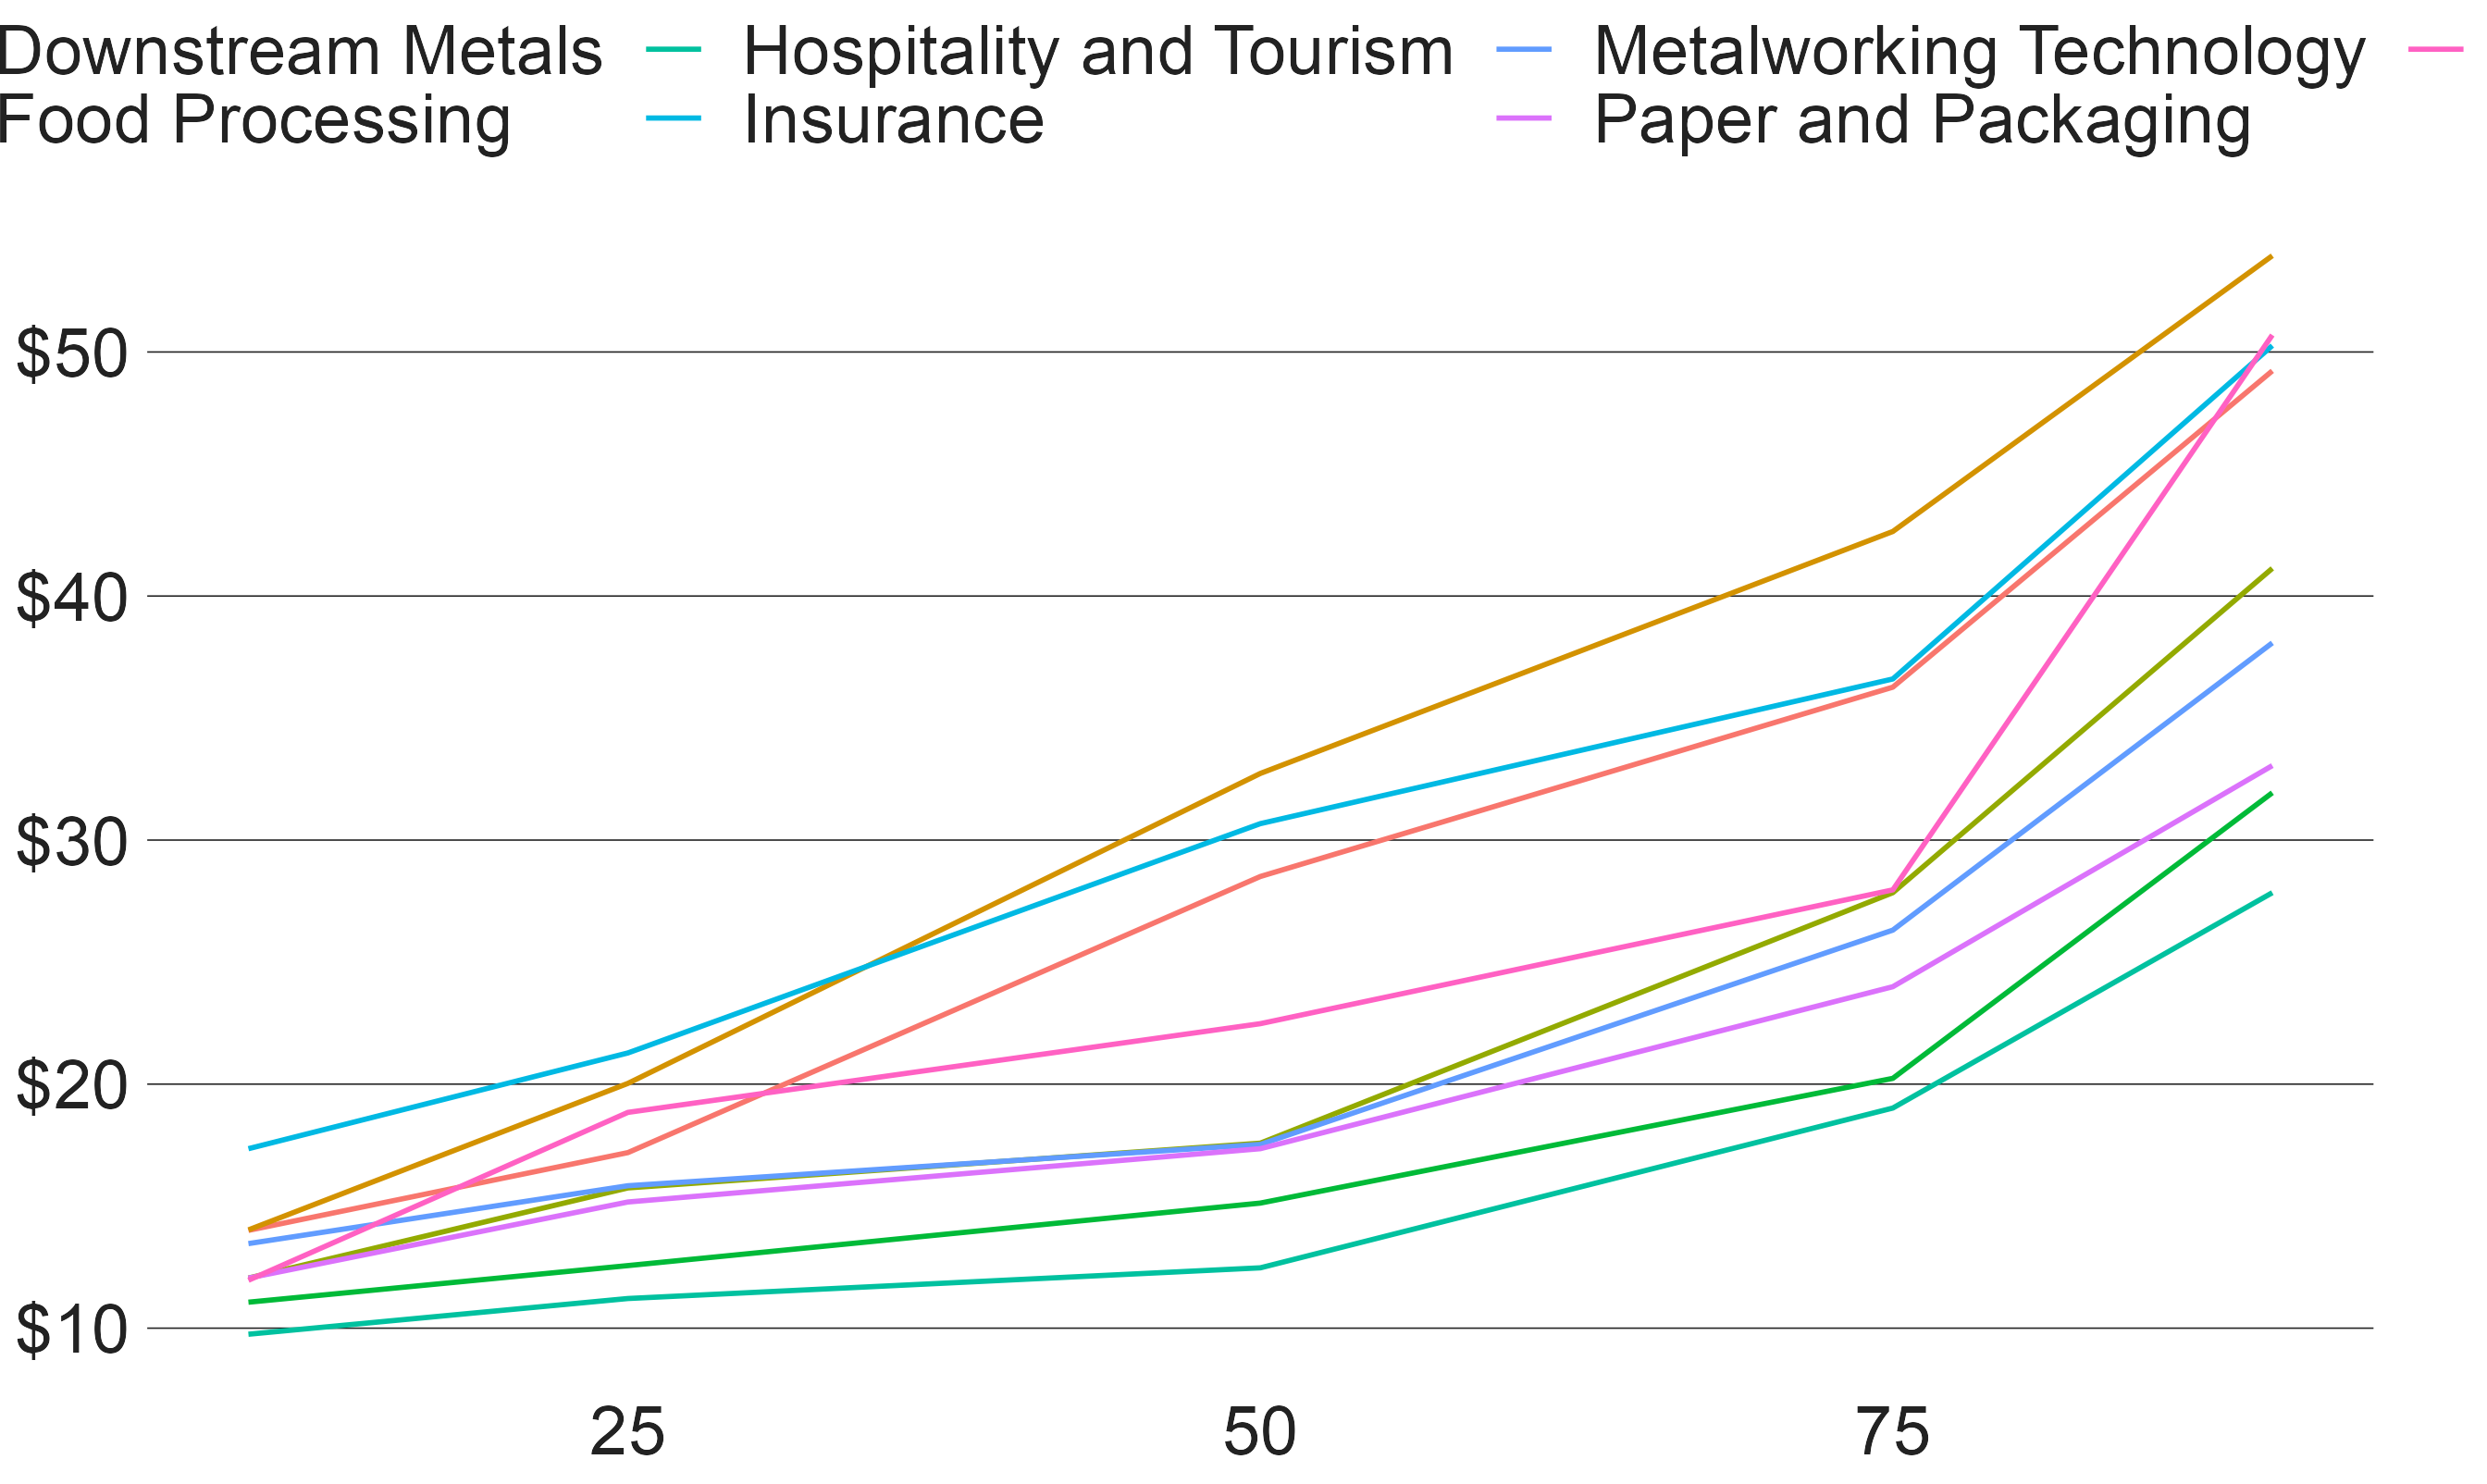 Downstream Metals Hospitality and Tourism Metalworking Technology
Food Processing Insurance Paper and Packaging
$50
$40
$30
$20
$10
25 50 75